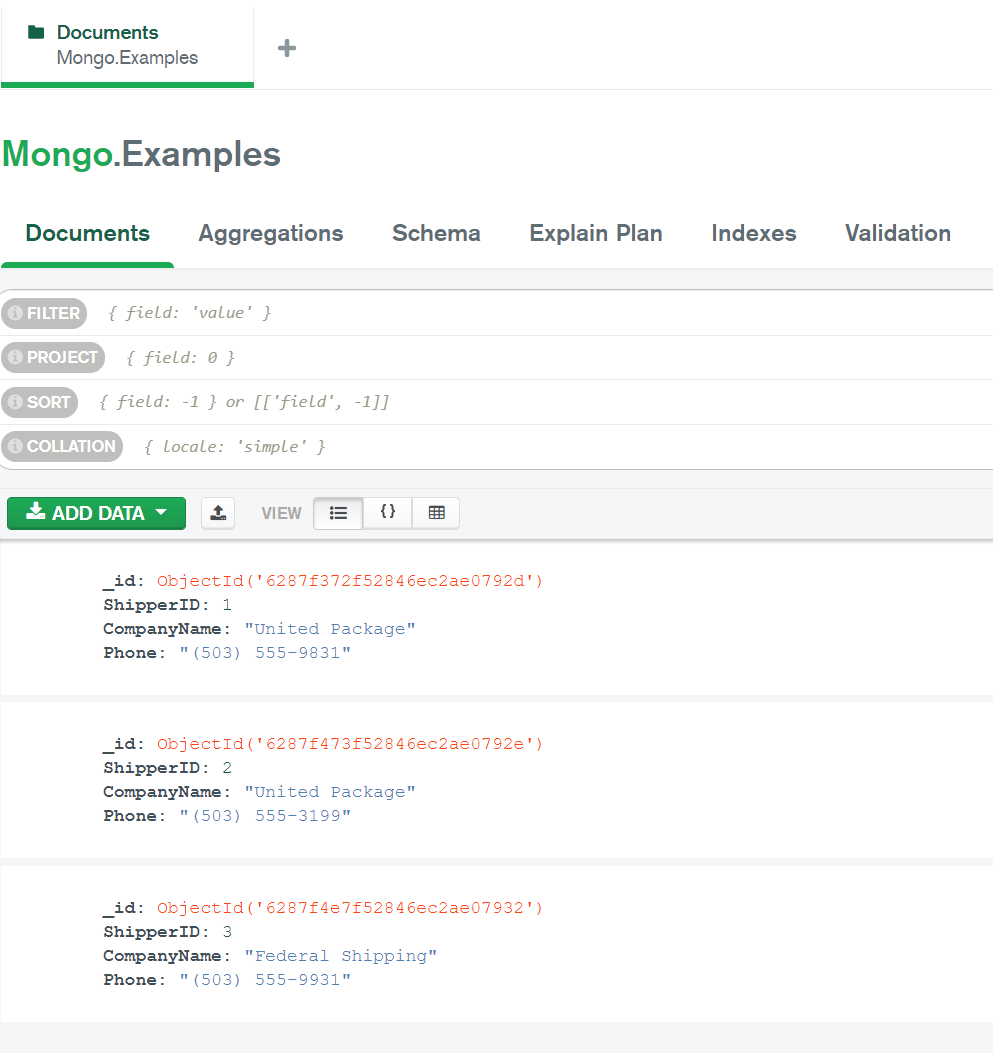 Documents
Mongo.Examples
Mongo.Examples
Documents Aggregations Schema Explain Plan Indexes Validation
FILTER { field: 'value' }
PROJECT { field: 0 }
SORT { field: -1 } or [['field', -1]]
COLLATION { locale: 'simple' }
ADD DATA VIEW {}
_id: ObjectId('6287f372f52846ec2ae0792d')
ShipperID: 1
CompanyName: "United Package"
Phone: "(503) 555-9831"
_id: ObjectId('6287f473f52846ec2ae0792e')
ShipperID: 2
CompanyName: "United Package"
Phone: "(503) 555-3199"
_id: ObjectId('6287f4e7f52846ec2ae07932')
ShipperID: 3
CompanyName: "Federal Shipping"
Phone: "(503) 555-9931"